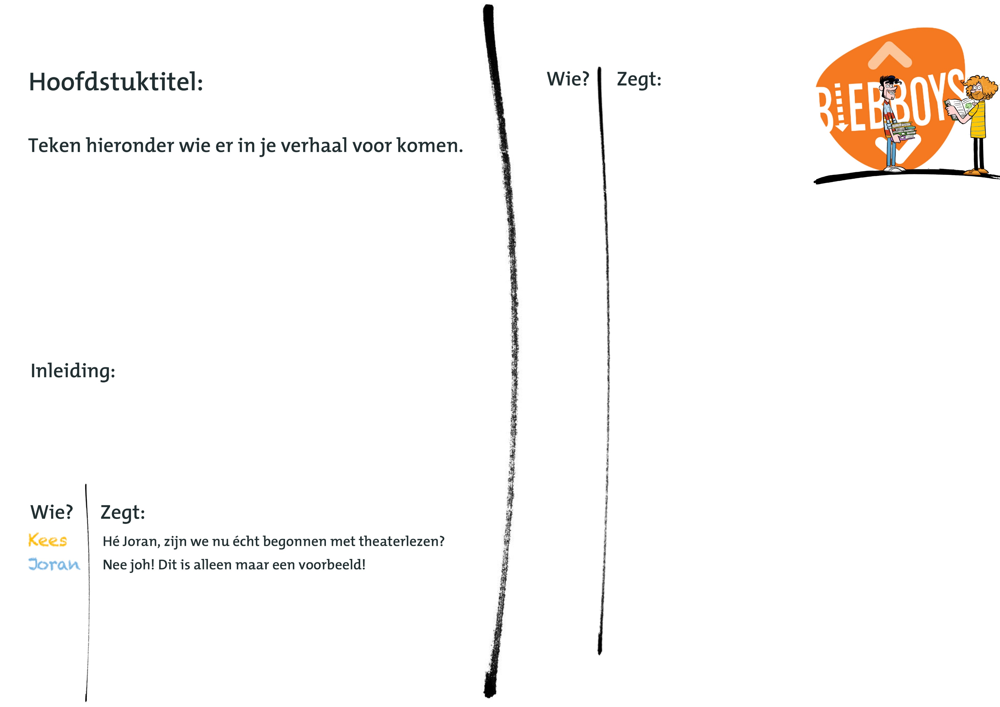 Hoofdstuktitel:
Teken hieronder wie er in je verhaal voor komen.
Inleiding:
Wie? Zegt:
Kees Hé Joran, zijn we nu écht begonnen met theaterlezen?
Joran Nee joh! Dit is alleen maar een voorbeeld!
Wie? Zegt:
BIEBBOYS